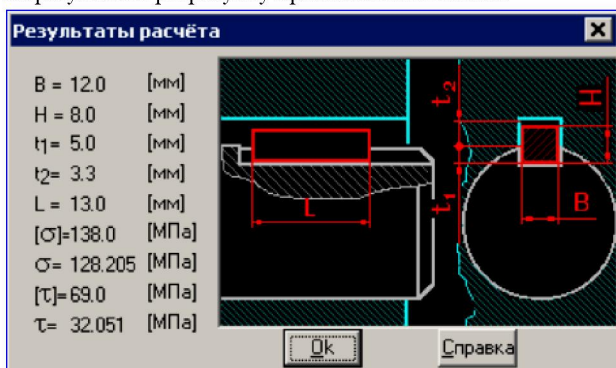 Результаты расчёта
B = 12.0 [мм]
H = 8.0 [мм]
t1= 5.0 [мм]
t2= 3.3 [мм]
L = 13.0 [мм]
[σ]=138.0 [МПа]
σ= 128.205 [МПа]
[τ]=69.0 [МПа]
τ= 32.051 [МПа]
t2
H
L
t1
B
Ok
Справка